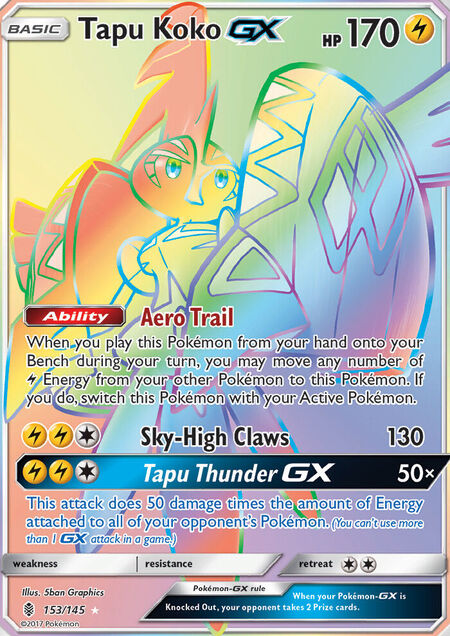 BASIC Tapu Koko GX HP 170
Ability Aero Trail
When you play this Pokémon from your hand onto your
Bench during your turn, you may move any number of
Energy from your other Pokémon to this Pokémon. If
you do, switch this Pokémon with your Active Pokémon.
Sky-High Claws 130
Tapu Thunder GX 50×
This attack does 50 damage times the amount of Energy
attached to all of your opponent's Pokémon. (You can't use more
than 1 GX attack in a game.)
weakness resistance retreat
Illus. 5ban Graphics
Pokémon-GX rule
When your Pokémon-GX is
Knocked Out, your opponent takes 2 Prize cards.
153/145
©2017 Pokémon